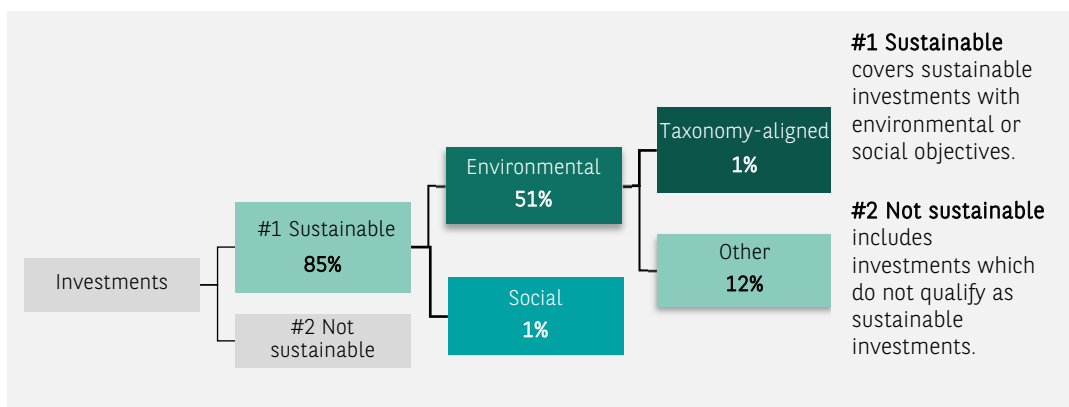 Investments
#1 Sustainable
85%
#2 Not
sustainable
Environmental
51%
Social
1%
Taxonomy-aligned
1%
Other
12%
#1 Sustainable
covers sustainable
investments with
environmental or
social objectives.
#2 Not sustainable
includes
investments which
do not qualify as
sustainable
investments.